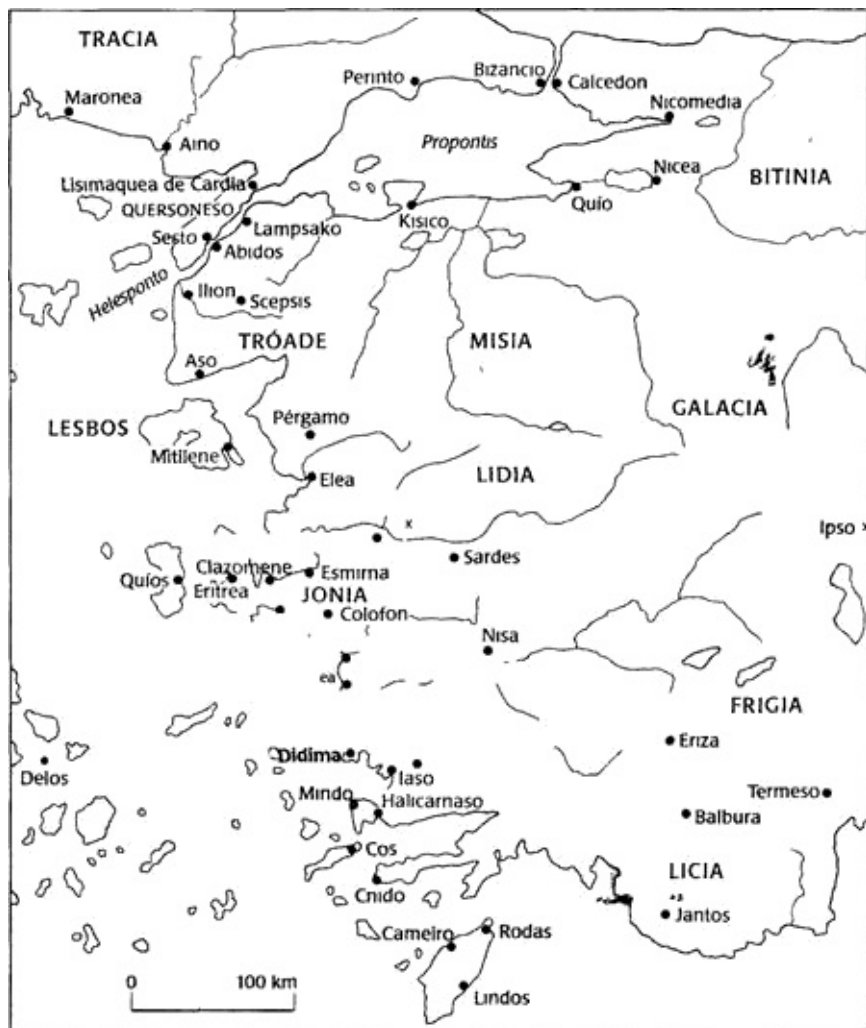 TRACIA
Perinto
Bizancio
Calcedon
Maronea
Nicomedia
Aino
Propontis
Lisimaquea de Cardia
Nicea
BITINIA
QUERSONESO
Quío
Lampsako
Kisico
Sesto
Abidos
Helesponto
Ilion
Scepsis
TRÓADE
MISIA
Aso
GALACIA
LESBOS
Pérgamo
Mitilene
Elea
LIDIA
x
Ipso x
Sardes
Clazomene
Quíos
Esmirna
Eritrea
JONIA
Colofon
Nisa
ea
FRIGIA
Eriza
Didima
Delos
Iaso
Mindo
Halicarnaso
Termeso
Balbura
Cos
LICIA
Cnido
Jantos
Cameiro
Rodas
0 100 km
Lindos